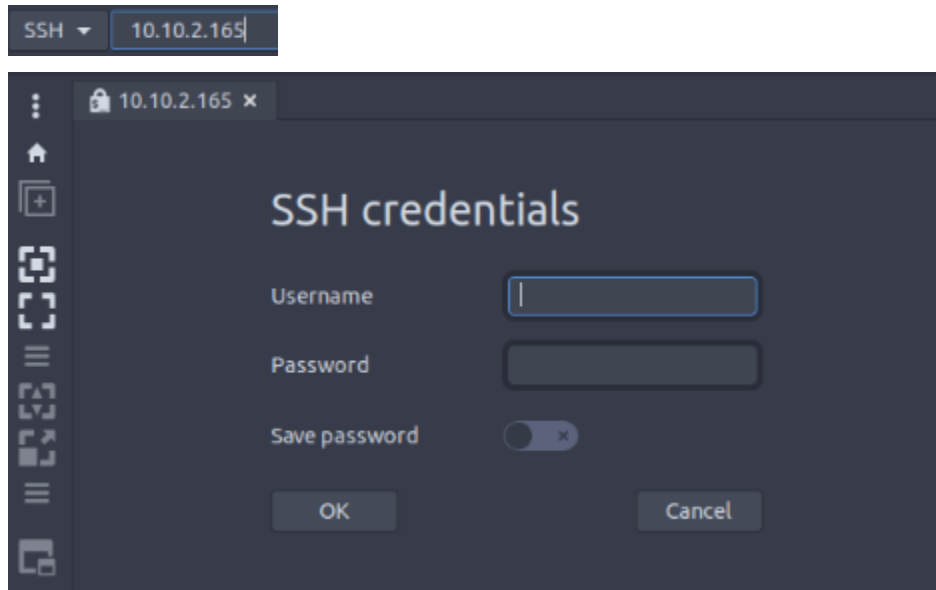 SSH 10.10.2.165
10.10.2.165
SSH credentials
Username
Password
Save password
OK Cancel